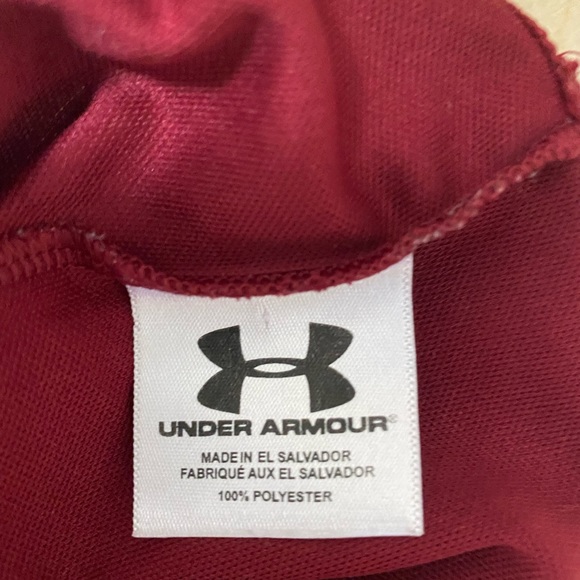 UNDER ARMOUR®
MADE IN EL SALVADOR
FABRIQUÉ AUX EL SALVADOR
100% POLYESTER